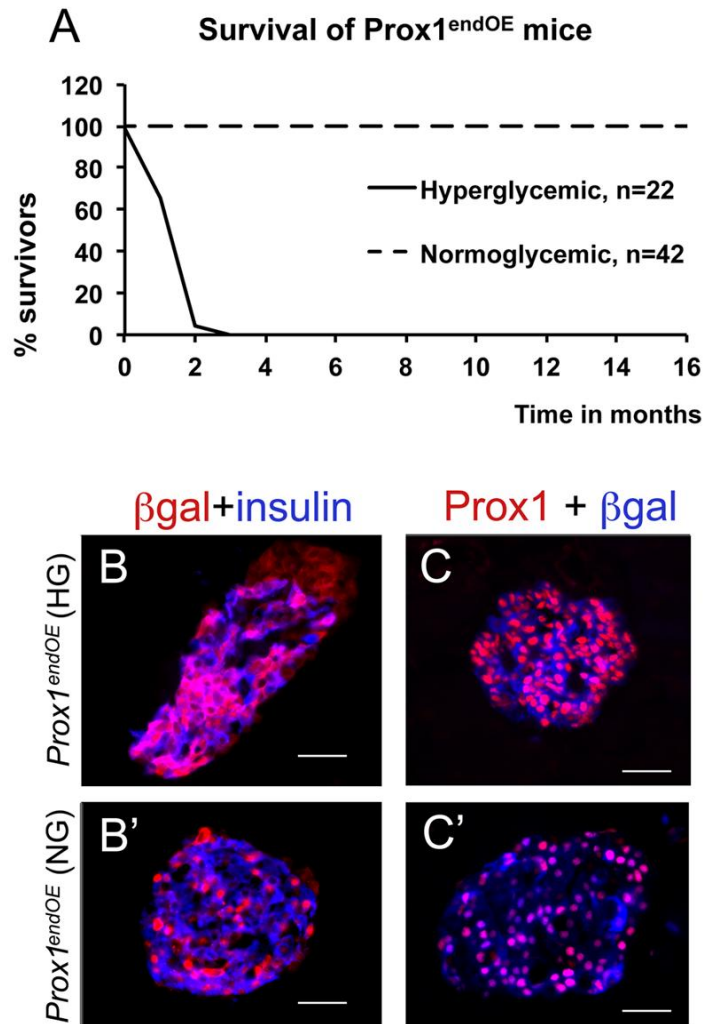 A
Survival of Prox1endOE mice
120
100
80
60
40
20
0
% survivors
Hyperglycemic, n=22
Normoglycemic, n=42
0 2 4 6 8 10 12 14 16
Time in months
βgal+insulin
Prox1 + βgal
Prox1endOE (HG)
B
C
Prox1endOE (NG)
B’
C’